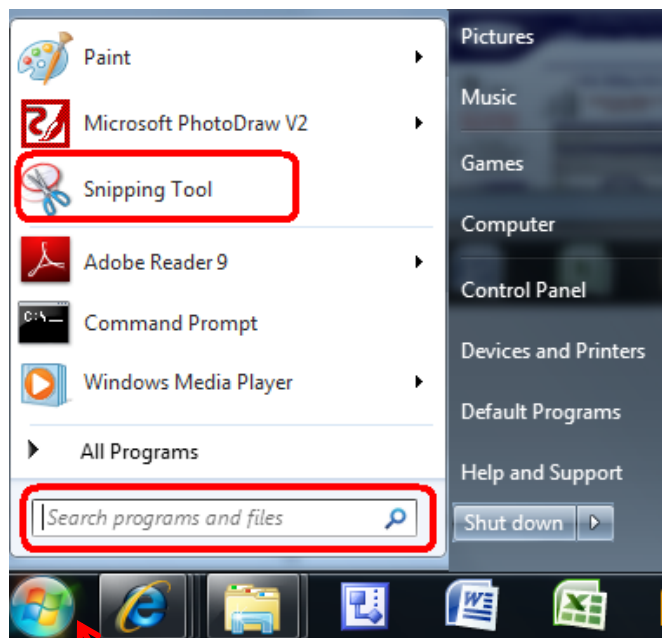 Paint
Microsoft PhotoDraw V2
Snipping Tool
Adobe Reader 9
C:\
Command Prompt
Windows Media Player
All Programs
Search programs and files
Pictures
Music
Games
Computer
Control Panel
Devices and Printers
Default Programs
Help and Support
Shut down
W
X